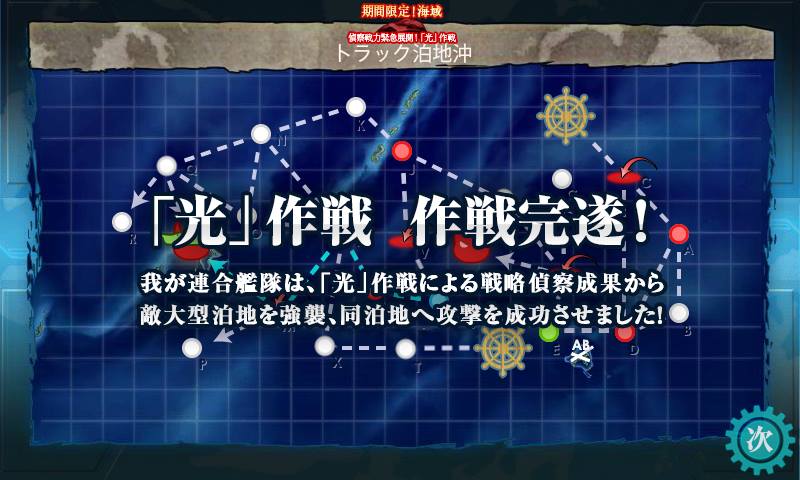 期間限定！海域
偵察戦力緊急展開！「光」作戦
トラック泊地沖
「光」作戦 作戦完遂！
我が連合艦隊は、「光」作戦による戦略偵察成果から
敵大型泊地を強襲、同泊地へ攻撃を成功させました！
K
N
J
Q
C
A
R
B
E
D
AB
P
X
T
次